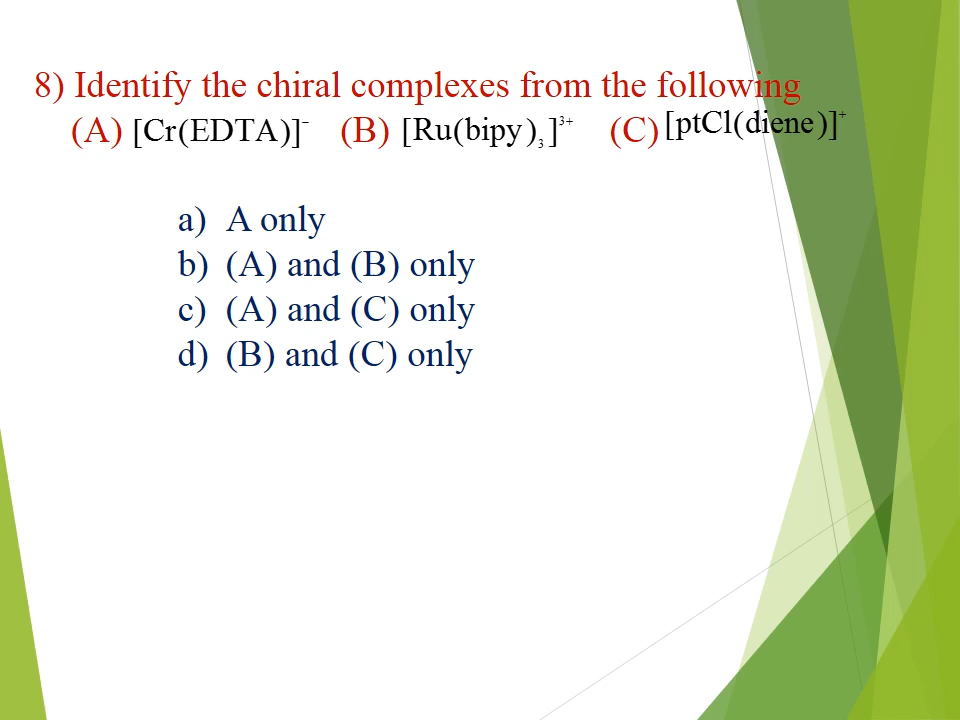 8) Identify the chiral complexes from the following
(A) [Cr(EDTA)]⁻ (B) [Ru(bipy)₃]³⁺ (C) [ptCl(diene)]⁺
a) A only
b) (A) and (B) only
c) (A) and (C) only
d) (B) and (C) only